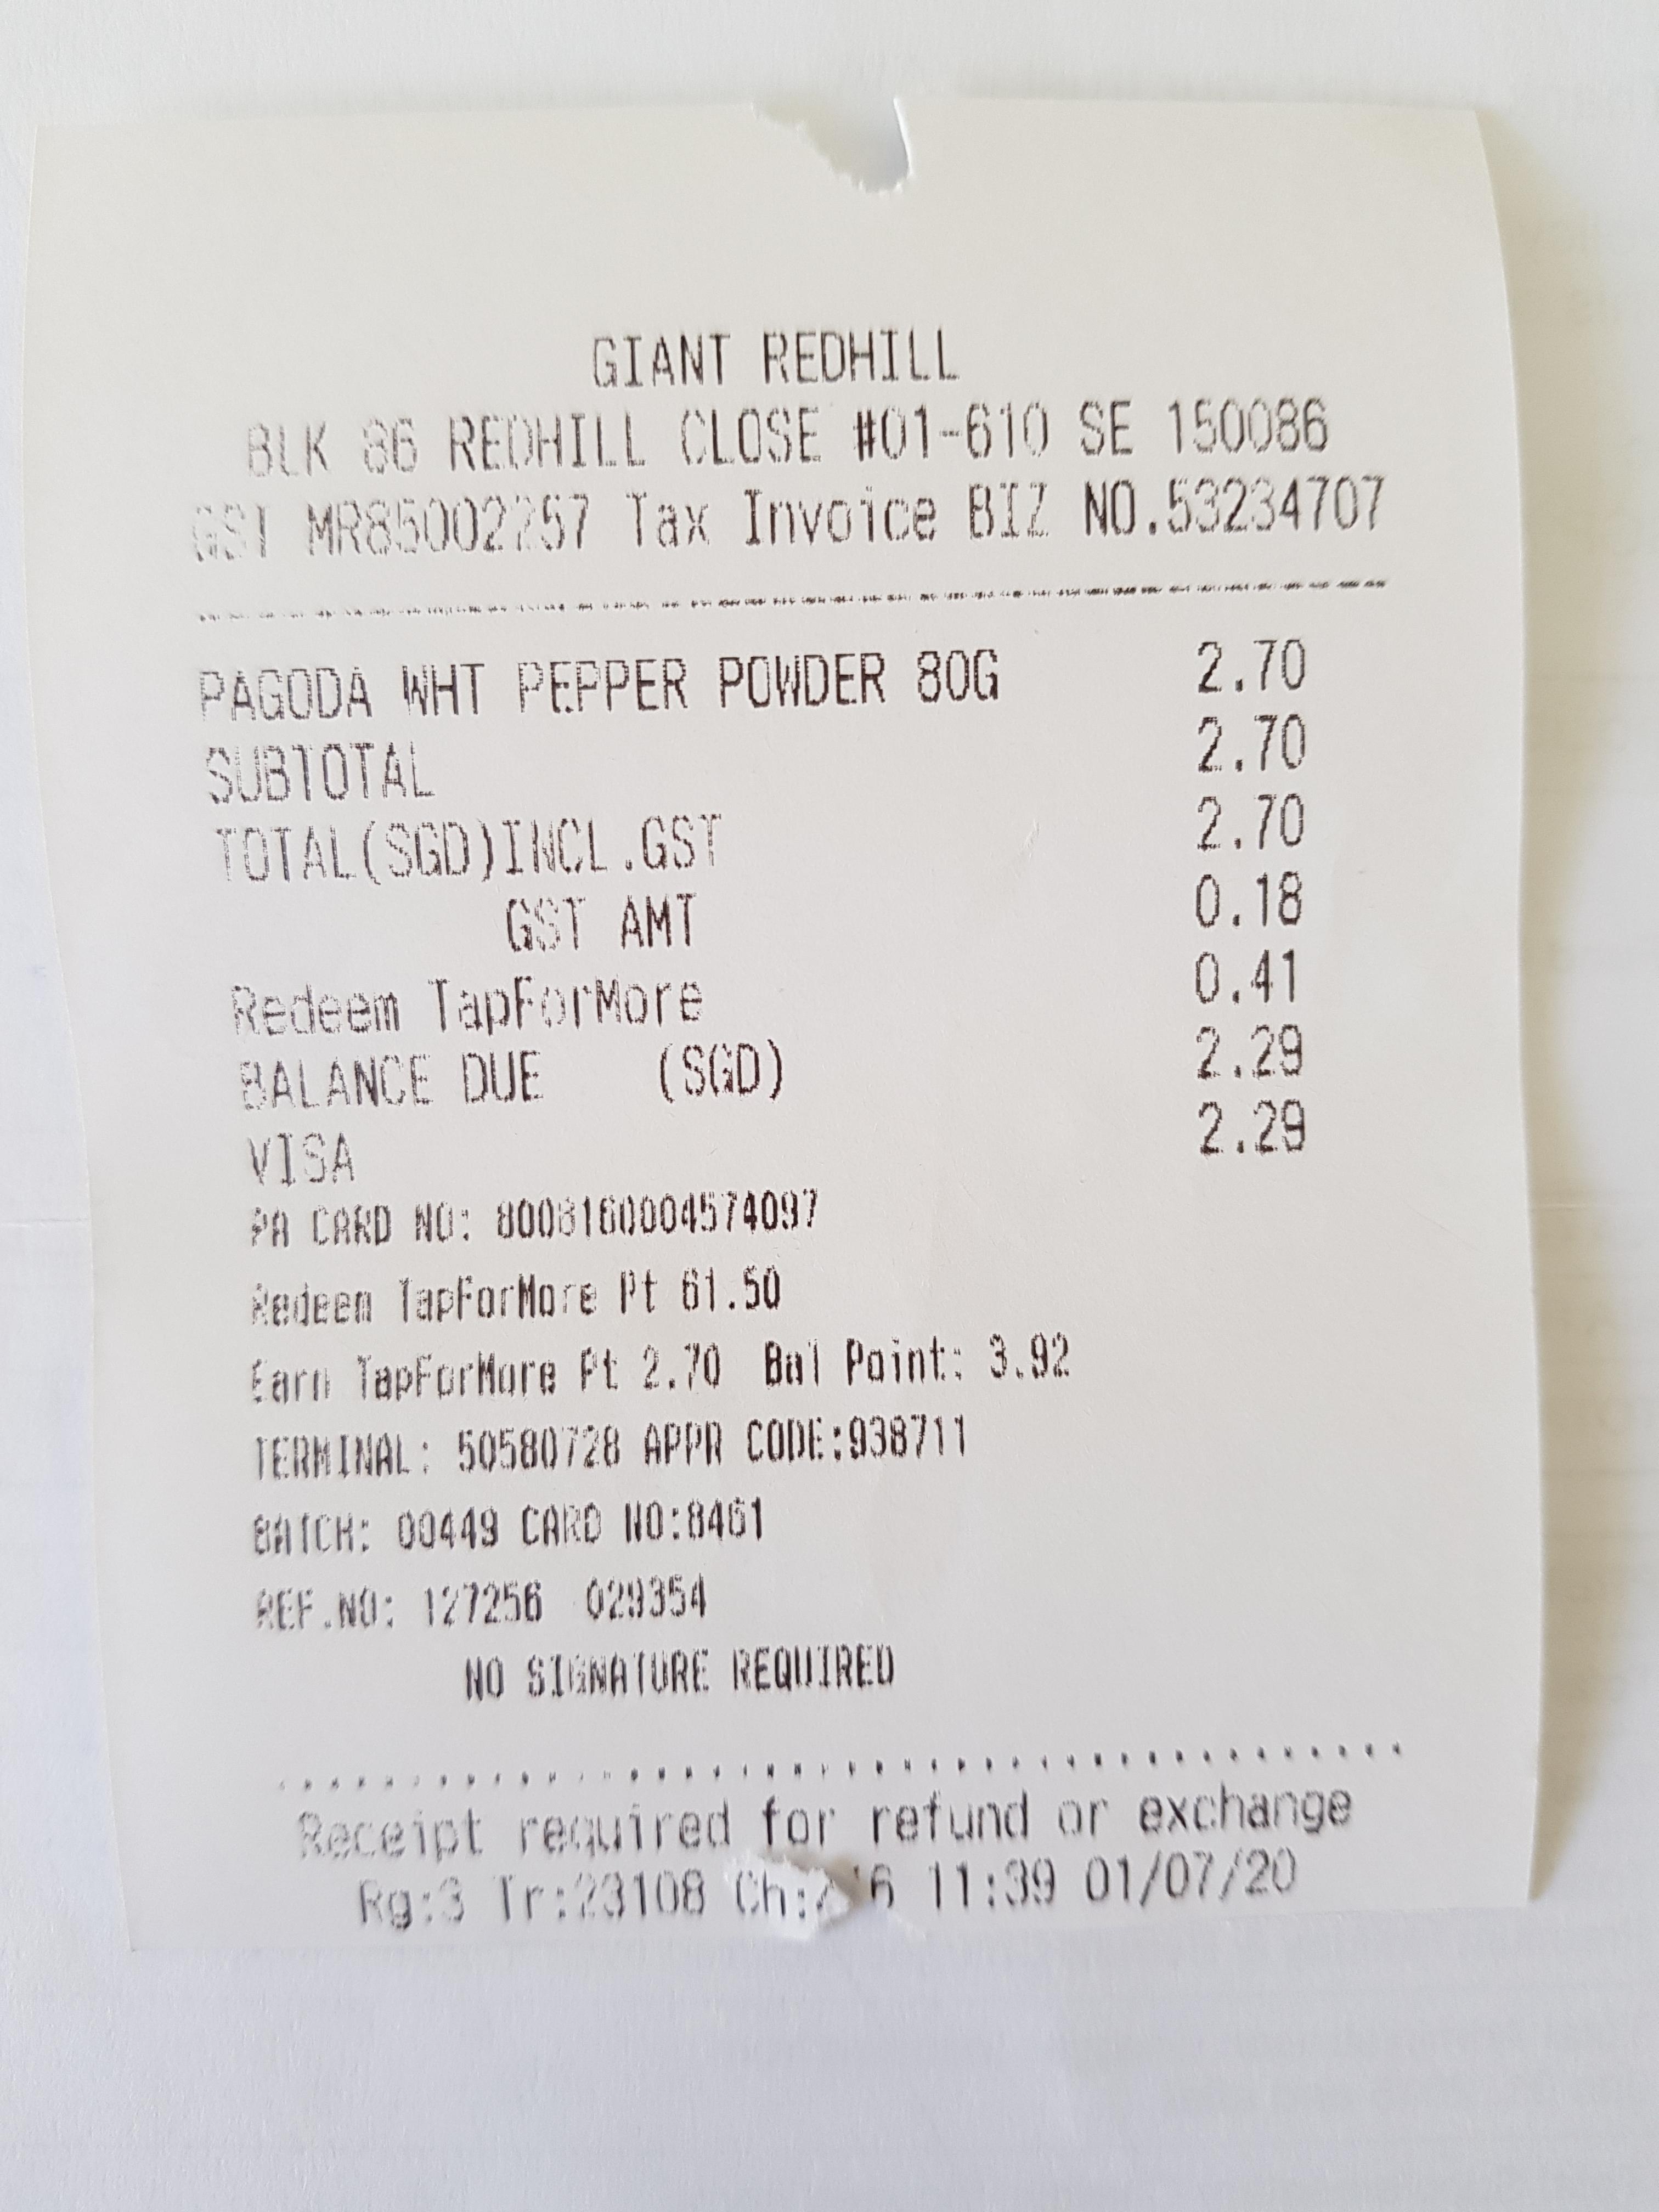 GIANT REDHILL
BLK 86 REDHILL CLOSE #01-610 SE 150086
GST MR85002257 Tax Invoice BIZ NO.53234707
PAGODA WHT PEPPER POWDER 80G 2.70
SUBTOTAL 2.70
TOTAL(SGD)INCL.GST 2.70
GST AMT 0.18
Redeem TapForMore 0.41
BALANCE DUE (SGD) 2.29
VISA 2.29
PA CARD NO: 8008160004574097
Redeem TapForMore Pt 61.50
Earn TapForMore Pt 2.70 Bal Point: 3.92
TERMINAL: 50580728 APPR CODE:938711
BATCH: 00449 CARD NO:8461
REF.NO: 127256 029354
NO SIGNATURE REQUIRED
Receipt required for refund or exchange
Rg:3 Tr:23108 11:39 01/07/20